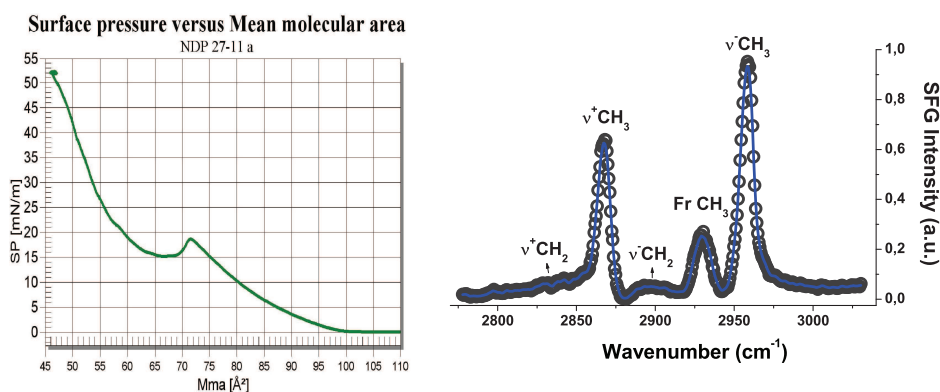 Surface pressure versus Mean molecular area
NDP 27-11 a
55
50
45
40
35
30
25
20
15
10
5
0
SP [mN/m]
45 50 55 60 65 70 75 80 85 90 95 100 105 110
Mma [Å²]
ν⁻CH₃
ν⁺CH₃
Fr CH₃
ν⁺CH₂
ν⁻CH₂
1,0
0,8
0,6
0,4
0,2
0,0
SFG Intensity (a.u.)
2800 2850 2900 2950 3000
Wavenumber (cm⁻¹)